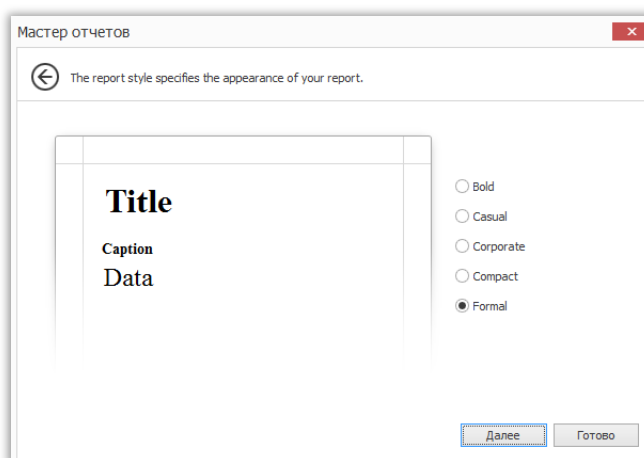 Мастер отчетов
The report style specifies the appearance of your report.
Title
Caption
Data
Bold
Casual
Corporate
Compact
Formal
Далее
Готово